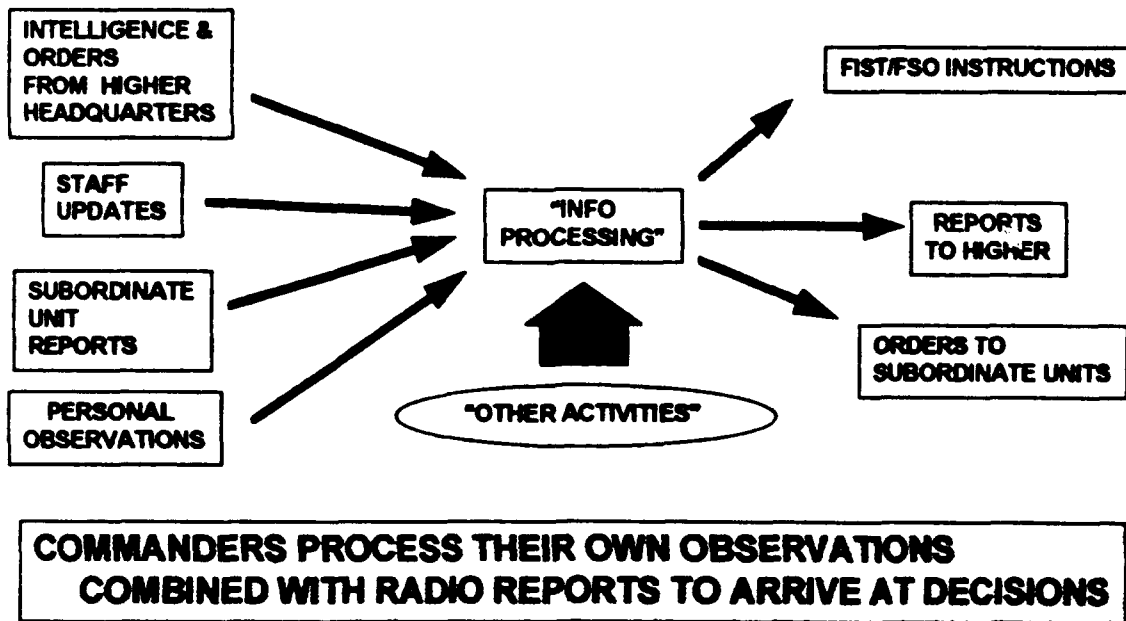 INTELLIGENCE &
ORDERS
FROM HIGHER
HEADQUARTERS
STAFF
UPDATES
SUBORDINATE
UNIT
REPORTS
PERSONAL
OBSERVATIONS
"INFO
PROCESSING"
"OTHER ACTIVITIES"
FIST/FSO INSTRUCTIONS
REPORTS
TO HIGHER
ORDERS TO
SUBORDINATE UNITS
COMMANDERS PROCESS THEIR OWN OBSERVATIONS
COMBINED WITH RADIO REPORTS TO ARRIVE AT DECISIONS